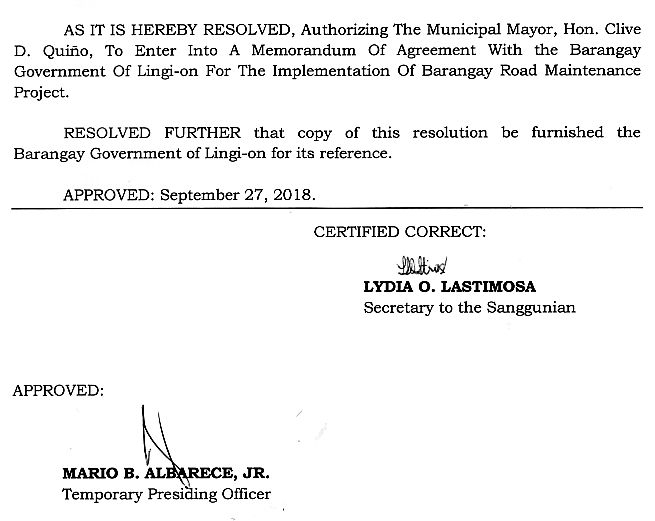 AS IT IS HEREBY RESOLVED, Authorizing The Municipal Mayor, Hon. Clive
D. Quiño, To Enter Into A Memorandum Of Agreement With the Barangay
Government Of Lingi-on For The Implementation Of Barangay Road Maintenance
Project.
RESOLVED FURTHER that copy of this resolution be furnished the
Barangay Government of Lingi-on for its reference.
APPROVED: September 27, 2018.
CERTIFIED CORRECT:
LYDIA O. LASTIMOSA
Secretary to the Sanggunian
APPROVED:
MARIO B. ALBARECE, JR.
Temporary Presiding Officer